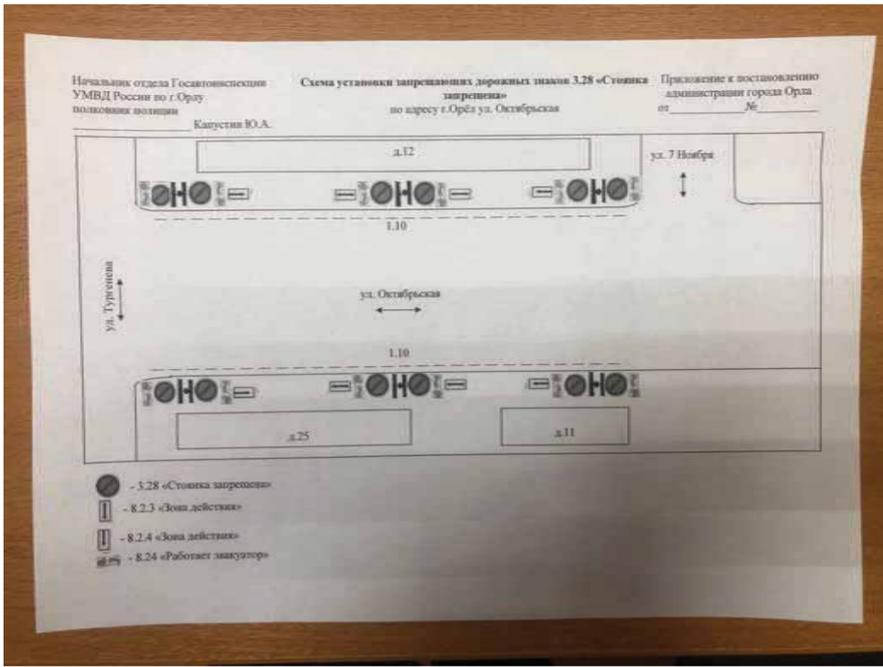 Начальник отдела Госавтоинспекции
УМВД России по г.Орлу
полковник полиции
Капустин Ю.А.
Схема установки запрещающих дорожных знаков 3.28 «Стоянка
запрещена»
по адресу г.Орёл ул. Октябрьская
Приложение к постановлению
администрации города Орла
от № 
д.12
ул. 7 Ноября
1.10
ул. Тургенева
ул. Октябрьская
1.10
д.25
д.11
- 3.28 «Стоянка запрещена»
- 8.2.3 «Зона действия»
- 8.2.4 «Зона действия»
- 8.24 «Работает эвакуатор»